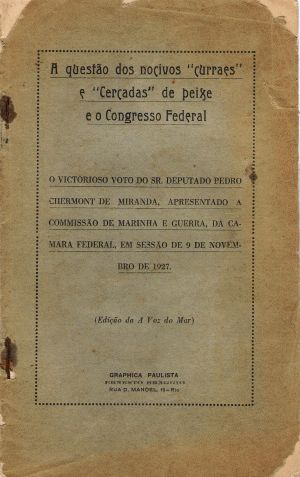 A questão dos nocivos "curraes"
e "Cercadas" de peixe
e o Congresso Federal
O VICTORIOSO VOTO DO SR. DEPUTADO PEDRO
CHERMONT DE MIRANDA, APRESENTADO A
COMMISSÃO DE MARINHA E GUERRA, DA CA-
MARA FEDERAL, EM SESSÃO DE 9 DE NOVEM-
BRO DE 1927.
(Edição da A Voz do Mar)
GRAPHICA PAULISTA
ERNESTO
RUA D. MANOEL, -Rio